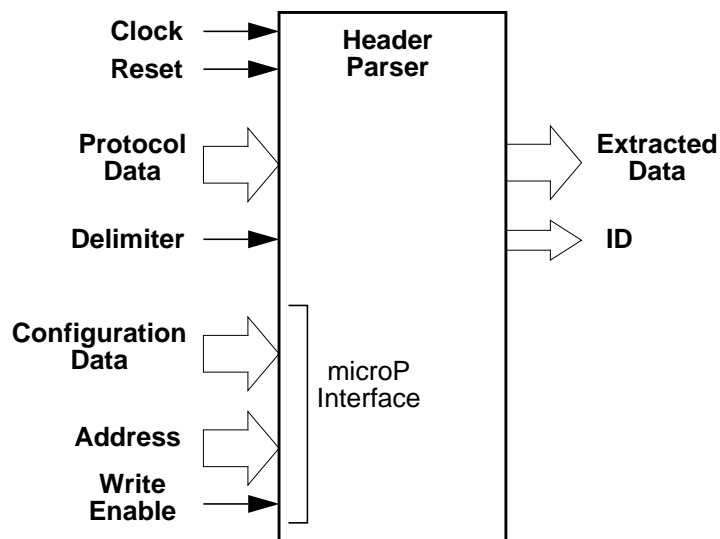 Clock
Reset
Protocol
Data
Delimiter
Configuration
Data
Address
Write
Enable
Header
Parser
microP
Interface
Extracted
Data
ID